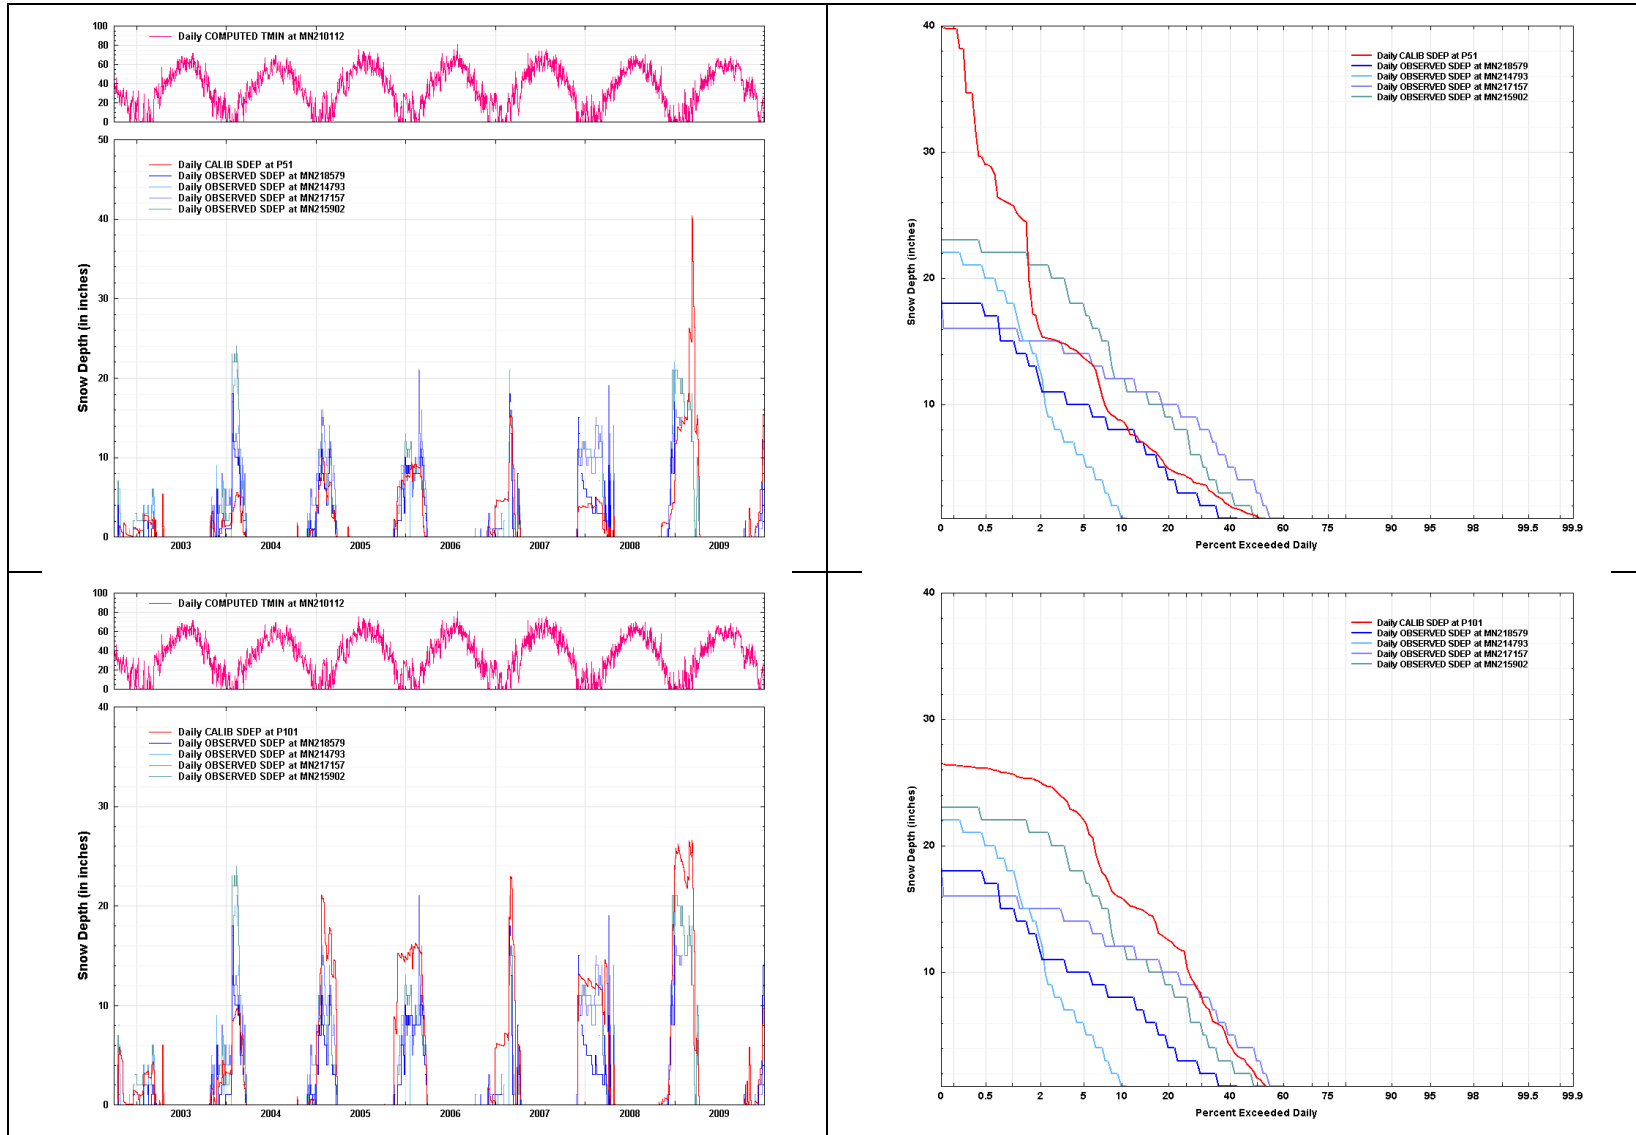 100
80
60
40
20
0
Daily COMPUTED TMIN at MN210112
50
40
30
20
10
0
Snow Depth (in inches)
Daily CALIB SDEP at P51
Daily OBSERVED SDEP at MN218579
Daily OBSERVED SDEP at MN214793
Daily OBSERVED SDEP at MN217157
Daily OBSERVED SDEP at MN215902
2003 2004 2005 2006 2007 2008 2009
40
30
20
10
Snow Depth (inches)
Daily CALIB SDEP at P51
Daily OBSERVED SDEP at MN218579
Daily OBSERVED SDEP at MN214793
Daily OBSERVED SDEP at MN217157
Daily OBSERVED SDEP at MN215902
0 0.5 2 5 10 20 40 60 75 90 95 98 99.5 99.9
Percent Exceeded Daily
100
80
60
40
20
0
Daily COMPUTED TMIN at MN210112
40
30
20
10
0
Snow Depth (in inches)
Daily CALIB SDEP at P101
Daily OBSERVED SDEP at MN218579
Daily OBSERVED SDEP at MN214793
Daily OBSERVED SDEP at MN217157
Daily OBSERVED SDEP at MN215902
2003 2004 2005 2006 2007 2008 2009
40
30
20
10
Snow Depth (inches)
Daily CALIB SDEP at P101
Daily OBSERVED SDEP at MN218579
Daily OBSERVED SDEP at MN214793
Daily OBSERVED SDEP at MN217157
Daily OBSERVED SDEP at MN215902
0 0.5 2 5 10 20 40 60 75 90 95 98 99.5 99.9
Percent Exceeded Daily